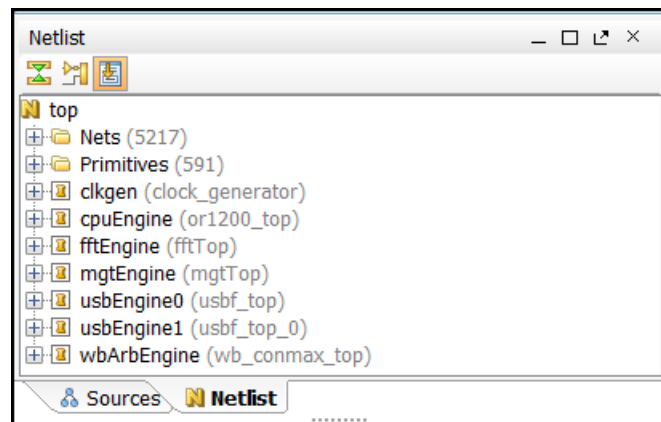 Netlist
top
Nets (5217)
Primitives (591)
clkgen (clock_generator)
cpuEngine (or1200_top)
fftEngine (fftTop)
mgtEngine (mgtTop)
usbEngine0 (usbf_top)
usbEngine1 (usbf_top_0)
wbArbEngine (wb_conmax_top)
Sources Netlist